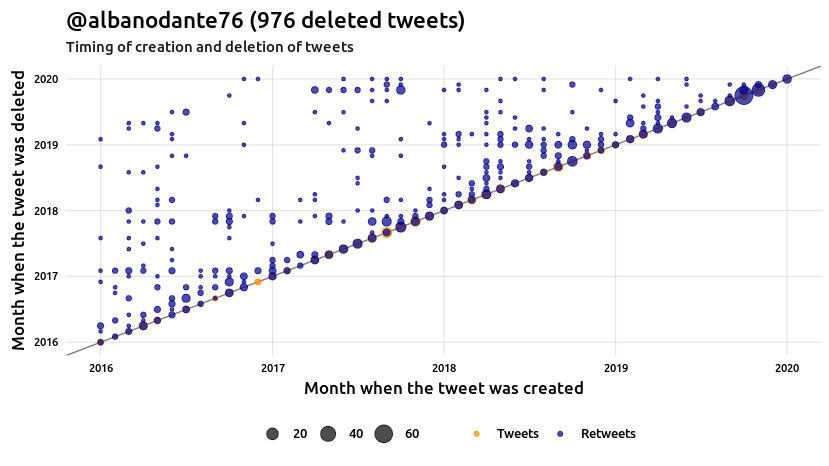 @albanodante76 (976 deleted tweets)
Timing of creation and deletion of tweets
Month when the tweet was deleted
2020
2019
2018
2017
2016
2016 2017 2018 2019 2020
Month when the tweet was created
20 40 60 Tweets Retweets